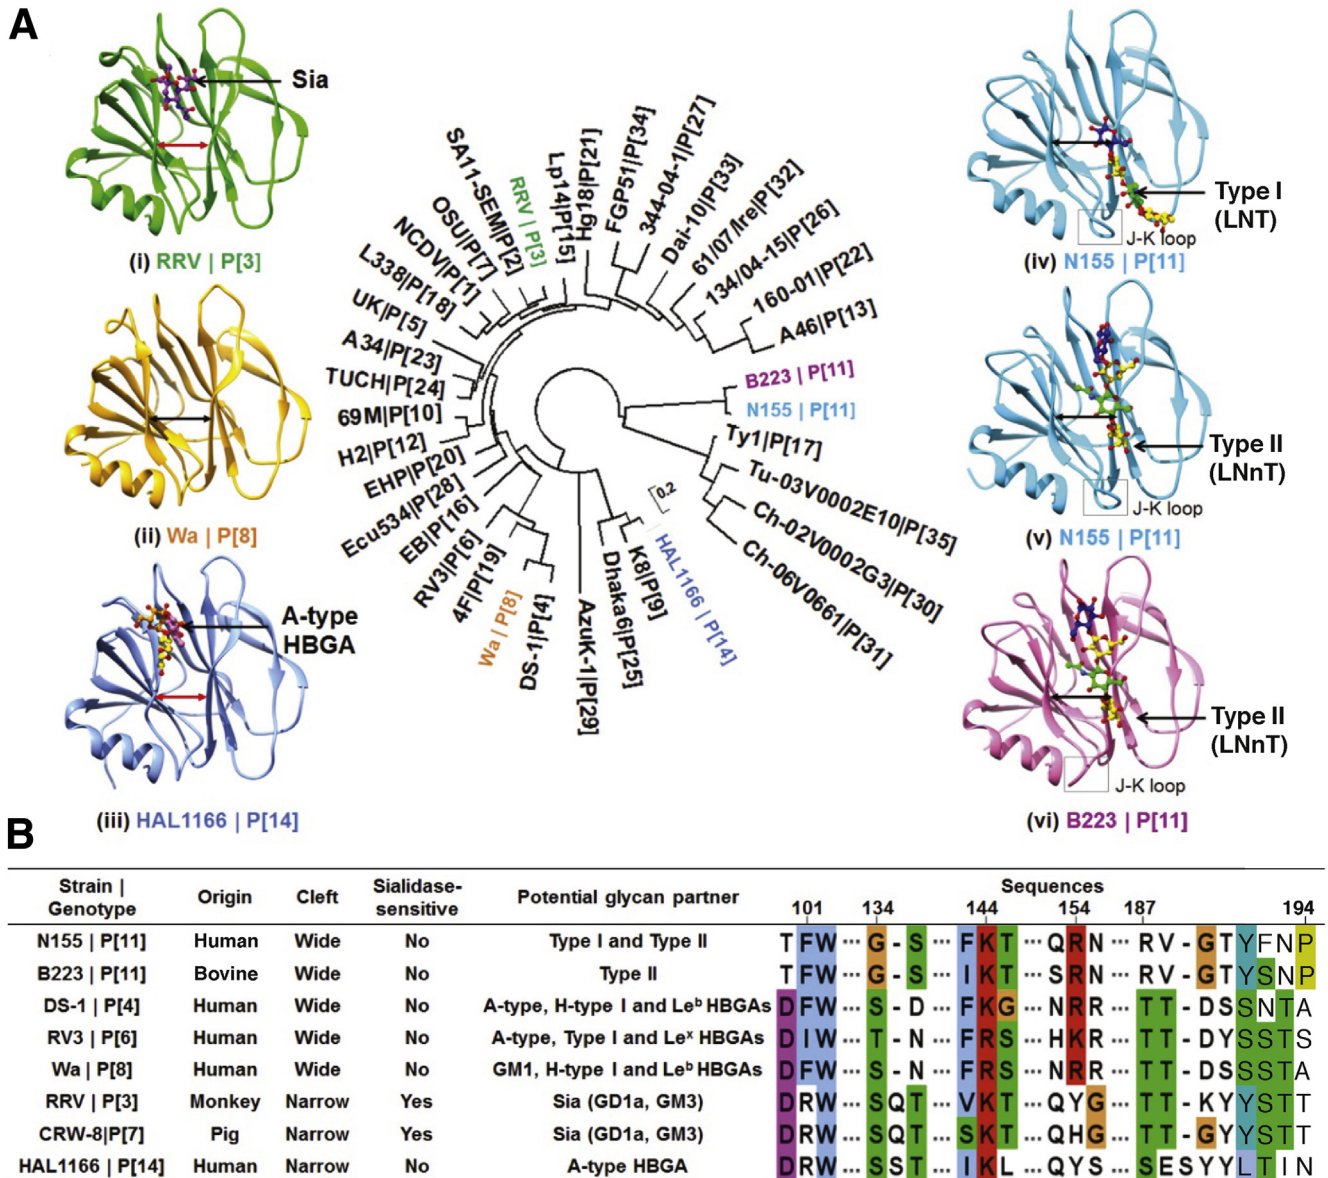 A
Sia
(i) RRV | P[3]
(ii) Wa | P[8]
A-type
HBGA
(iii) HAL1166 | P[14]
Type I
(LNT)
J-K loop
(iv) N155 | P[11]
Type II
(LNnT)
J-K loop
(v) N155 | P[11]
Type II
(LNnT)
J-K loop
(vi) B223 | P[11]
SA11-SEM|P[2]
RRV | P[3]
Lp14|P[15]
Hg18|P[21]
FGP51|P[34]
344-04-1|P[27]
Dai-10|P[33]
61/07/Ire|P[32]
134/04-15|P[26]
160-01|P[22]
A46|P[13]
B223 | P[11]
N155 | P[11]
Ty1|P[17]
Tu-03V0002E10|P[35]
Ch-02V0002G3|P[30]
Ch-06V0661|P[31]
0.2
HAL1166 | P[14]
K8|P[9]
Dhaka6|P[25]
AzuK-1|P[29]
DS-1|P[4]
Wa | P[8]
4F|P[19]
RV3|P[6]
EB|P[16]
Ecu534|P[28]
EHP|P[20]
H2|P[12]
69M|P[10]
TUCH|P[24]
A34|P[23]
UK|P[5]
L338|P[18]
NCDV|P[1]
OSU|P[7]
B
Strain | Genotype Origin Cleft Sialidase-sensitive Potential glycan partner Sequences
101 134 144 154 187 194
N155 | P[11] Human Wide No Type I and Type II T F W ··· G - S ··· F K T ··· Q R N ··· R V - G T Y F N P
B223 | P[11] Bovine Wide No Type II T F W ··· G - S ··· I K T ··· S R N ··· R V - G T Y S N P
DS-1 | P[4] Human Wide No A-type, H-type I and Leᵇ HBGAs D F W ··· S - D ··· F K G ··· N R R ··· T T - D S S N T A
RV3 | P[6] Human Wide No A-type, Type I and Leˣ HBGAs D I W ··· T - N ··· F R S ··· H K R ··· T T - D Y S S T S
Wa | P[8] Human Wide No GM1, H-type I and Leᵇ HBGAs D F W ··· S - N ··· F R S ··· N R R ··· T T - D S S S T A
RRV | P[3] Monkey Narrow Yes Sia (GD1a, GM3) D R W ··· S Q T ··· V K T ··· Q Y G ··· T T - K Y Y S T T
CRW-8|P[7] Pig Narrow Yes Sia (GD1a, GM3) D R W ··· S Q T ··· S K T ··· Q H G ··· T T - G Y Y S T T
HAL1166 | P[14] Human Narrow No A-type HBGA D R W ··· S S T ··· I K L ··· Q Y S ··· S E S Y Y L T I N